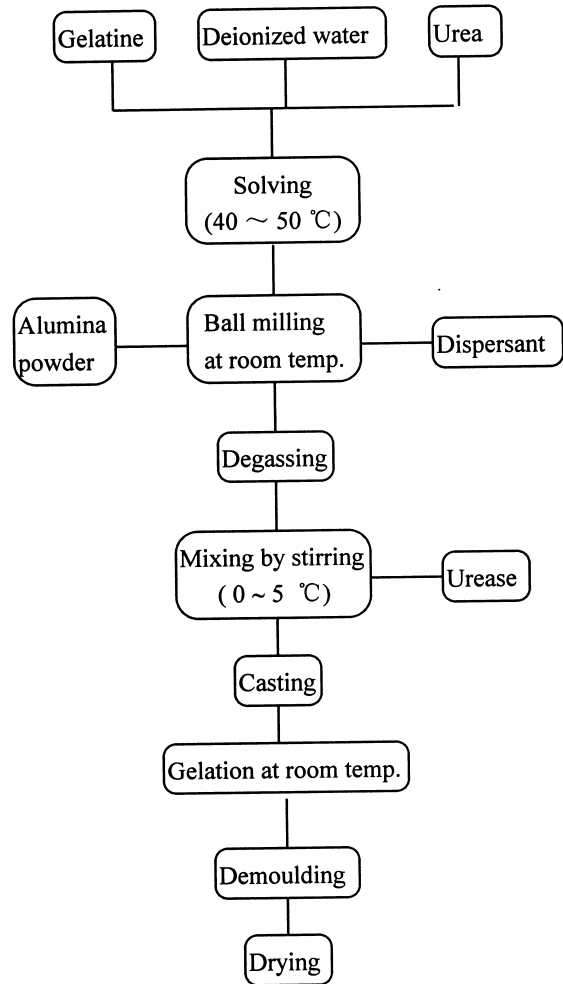 Gelatine
Deionized water
Urea
Solving
(40 ~ 50 ℃)
Alumina
powder
Ball milling
at room temp.
Dispersant
Degassing
Mixing by stirring
( 0 ~ 5 ℃)
Urease
Casting
Gelation at room temp.
Demoulding
Drying